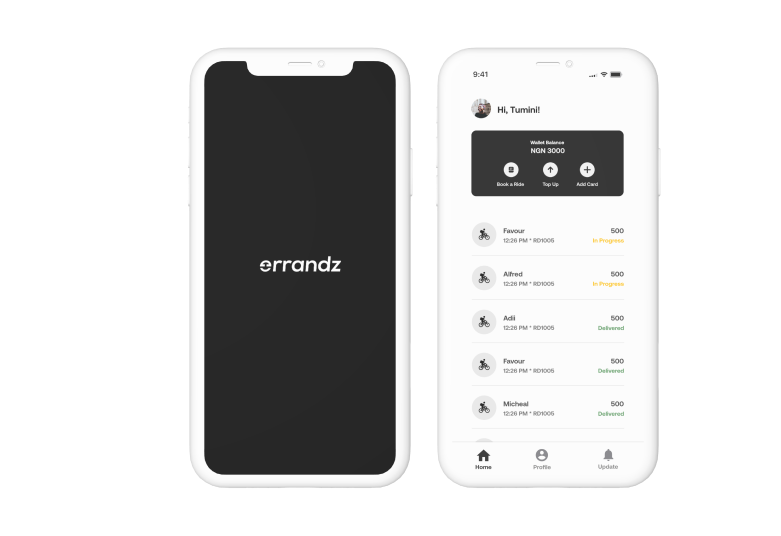 errandz
9:41
Hi, Tumini!
Wallet Balance
NGN 3000
Book a Ride Top Up Add Card
Favour 500
12:26 PM * RD1005 In Progress
Alfred 500
12:26 PM * RD1005 In Progress
Adii 500
12:26 PM * RD1005 Delivered
Favour 500
12:26 PM * RD1005 Delivered
Micheal 500
12:26 PM * RD1005 Delivered
Home Profile Update